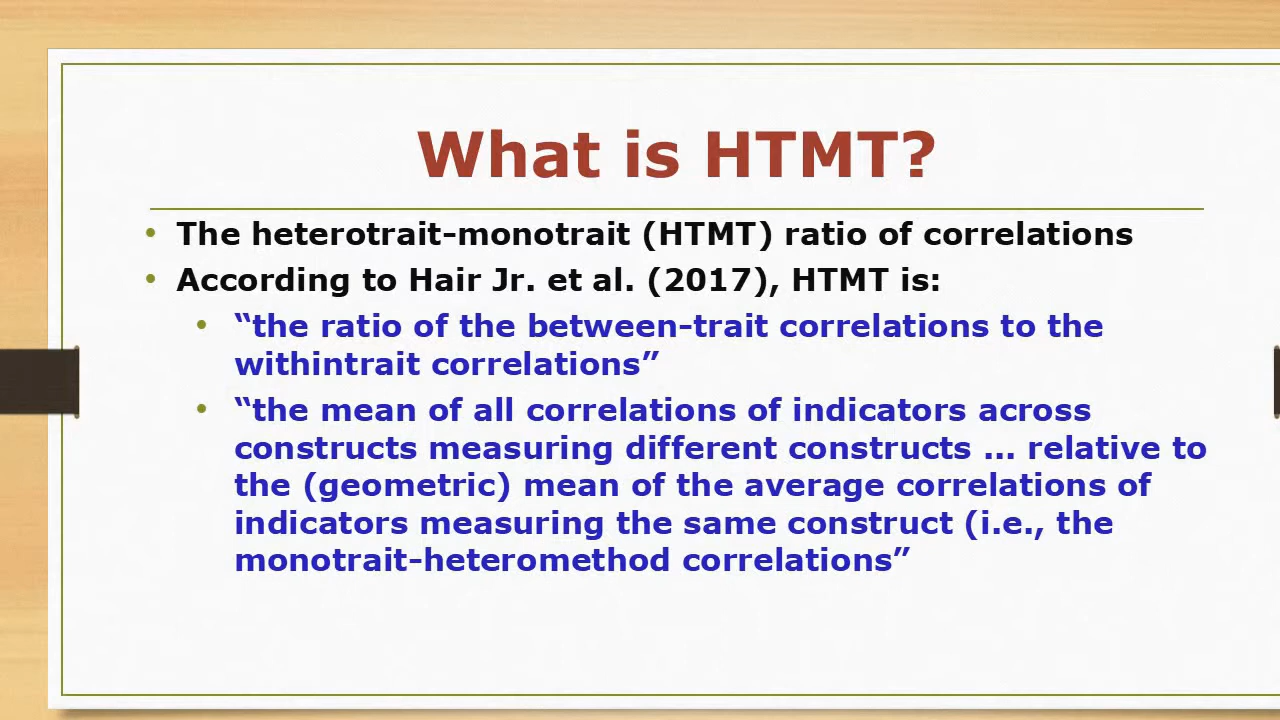 What is HTMT?
• The heterotrait-monotrait (HTMT) ratio of correlations
• According to Hair Jr. et al. (2017), HTMT is:
• “the ratio of the between-trait correlations to the
withintrait correlations”
• “the mean of all correlations of indicators across
constructs measuring different constructs … relative to
the (geometric) mean of the average correlations of
indicators measuring the same construct (i.e., the
monotrait-heteromethod correlations”